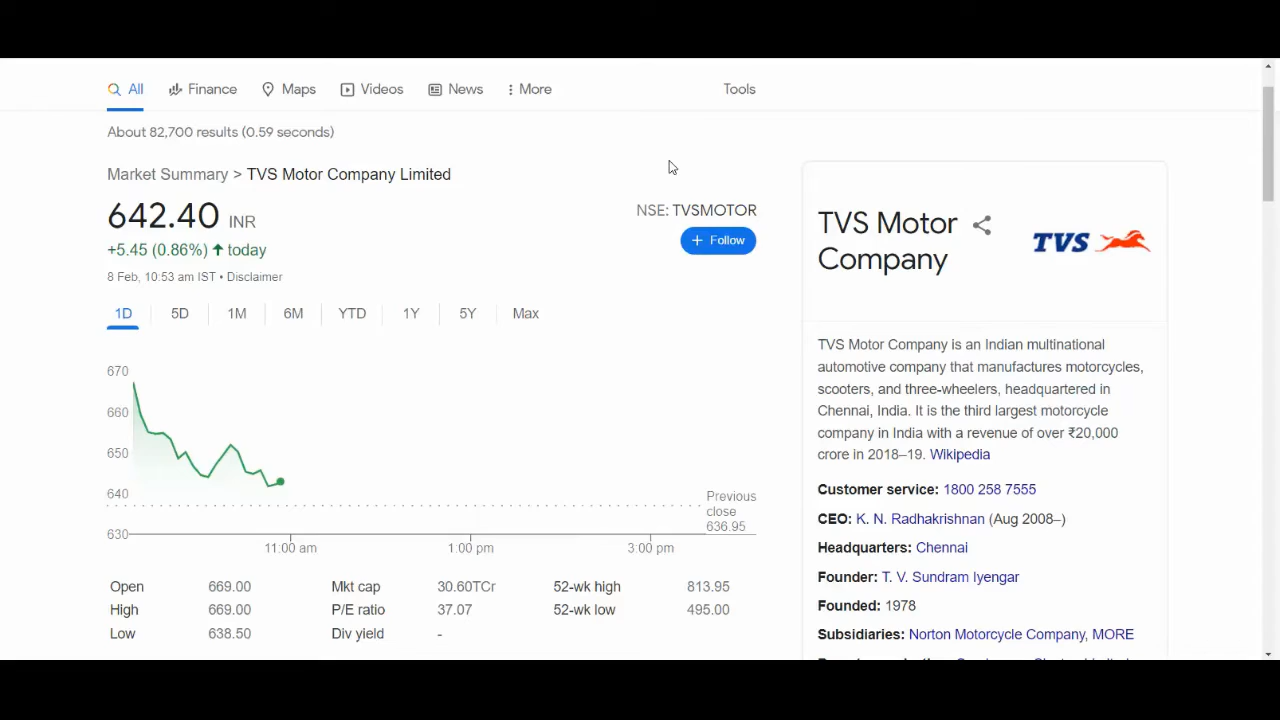 All Finance Maps Videos News More Tools
About 82,700 results (0.59 seconds)
Market Summary > TVS Motor Company Limited
642.40 INR
+5.45 (0.86%) ↑ today
8 Feb, 10:53 am IST • Disclaimer
NSE: TVSMOTOR
+ Follow
1D 5D 1M 6M YTD 1Y 5Y Max
670
660
650
640
630
Previous
close
636.95
11:00 am 1:00 pm 3:00 pm
Open 669.00 Mkt cap 30.60TCr 52-wk high 813.95
High 669.00 P/E ratio 37.07 52-wk low 495.00
Low 638.50 Div yield -
TVS Motor
Company
TVS
TVS Motor Company is an Indian multinational
automotive company that manufactures motorcycles,
scooters, and three-wheelers, headquartered in
Chennai, India. It is the third largest motorcycle
company in India with a revenue of over ₹20,000
crore in 2018–19. Wikipedia
Customer service: 1800 258 7555
CEO: K. N. Radhakrishnan (Aug 2008–)
Headquarters: Chennai
Founder: T. V. Sundram Iyengar
Founded: 1978
Subsidiaries: Norton Motorcycle Company, MORE